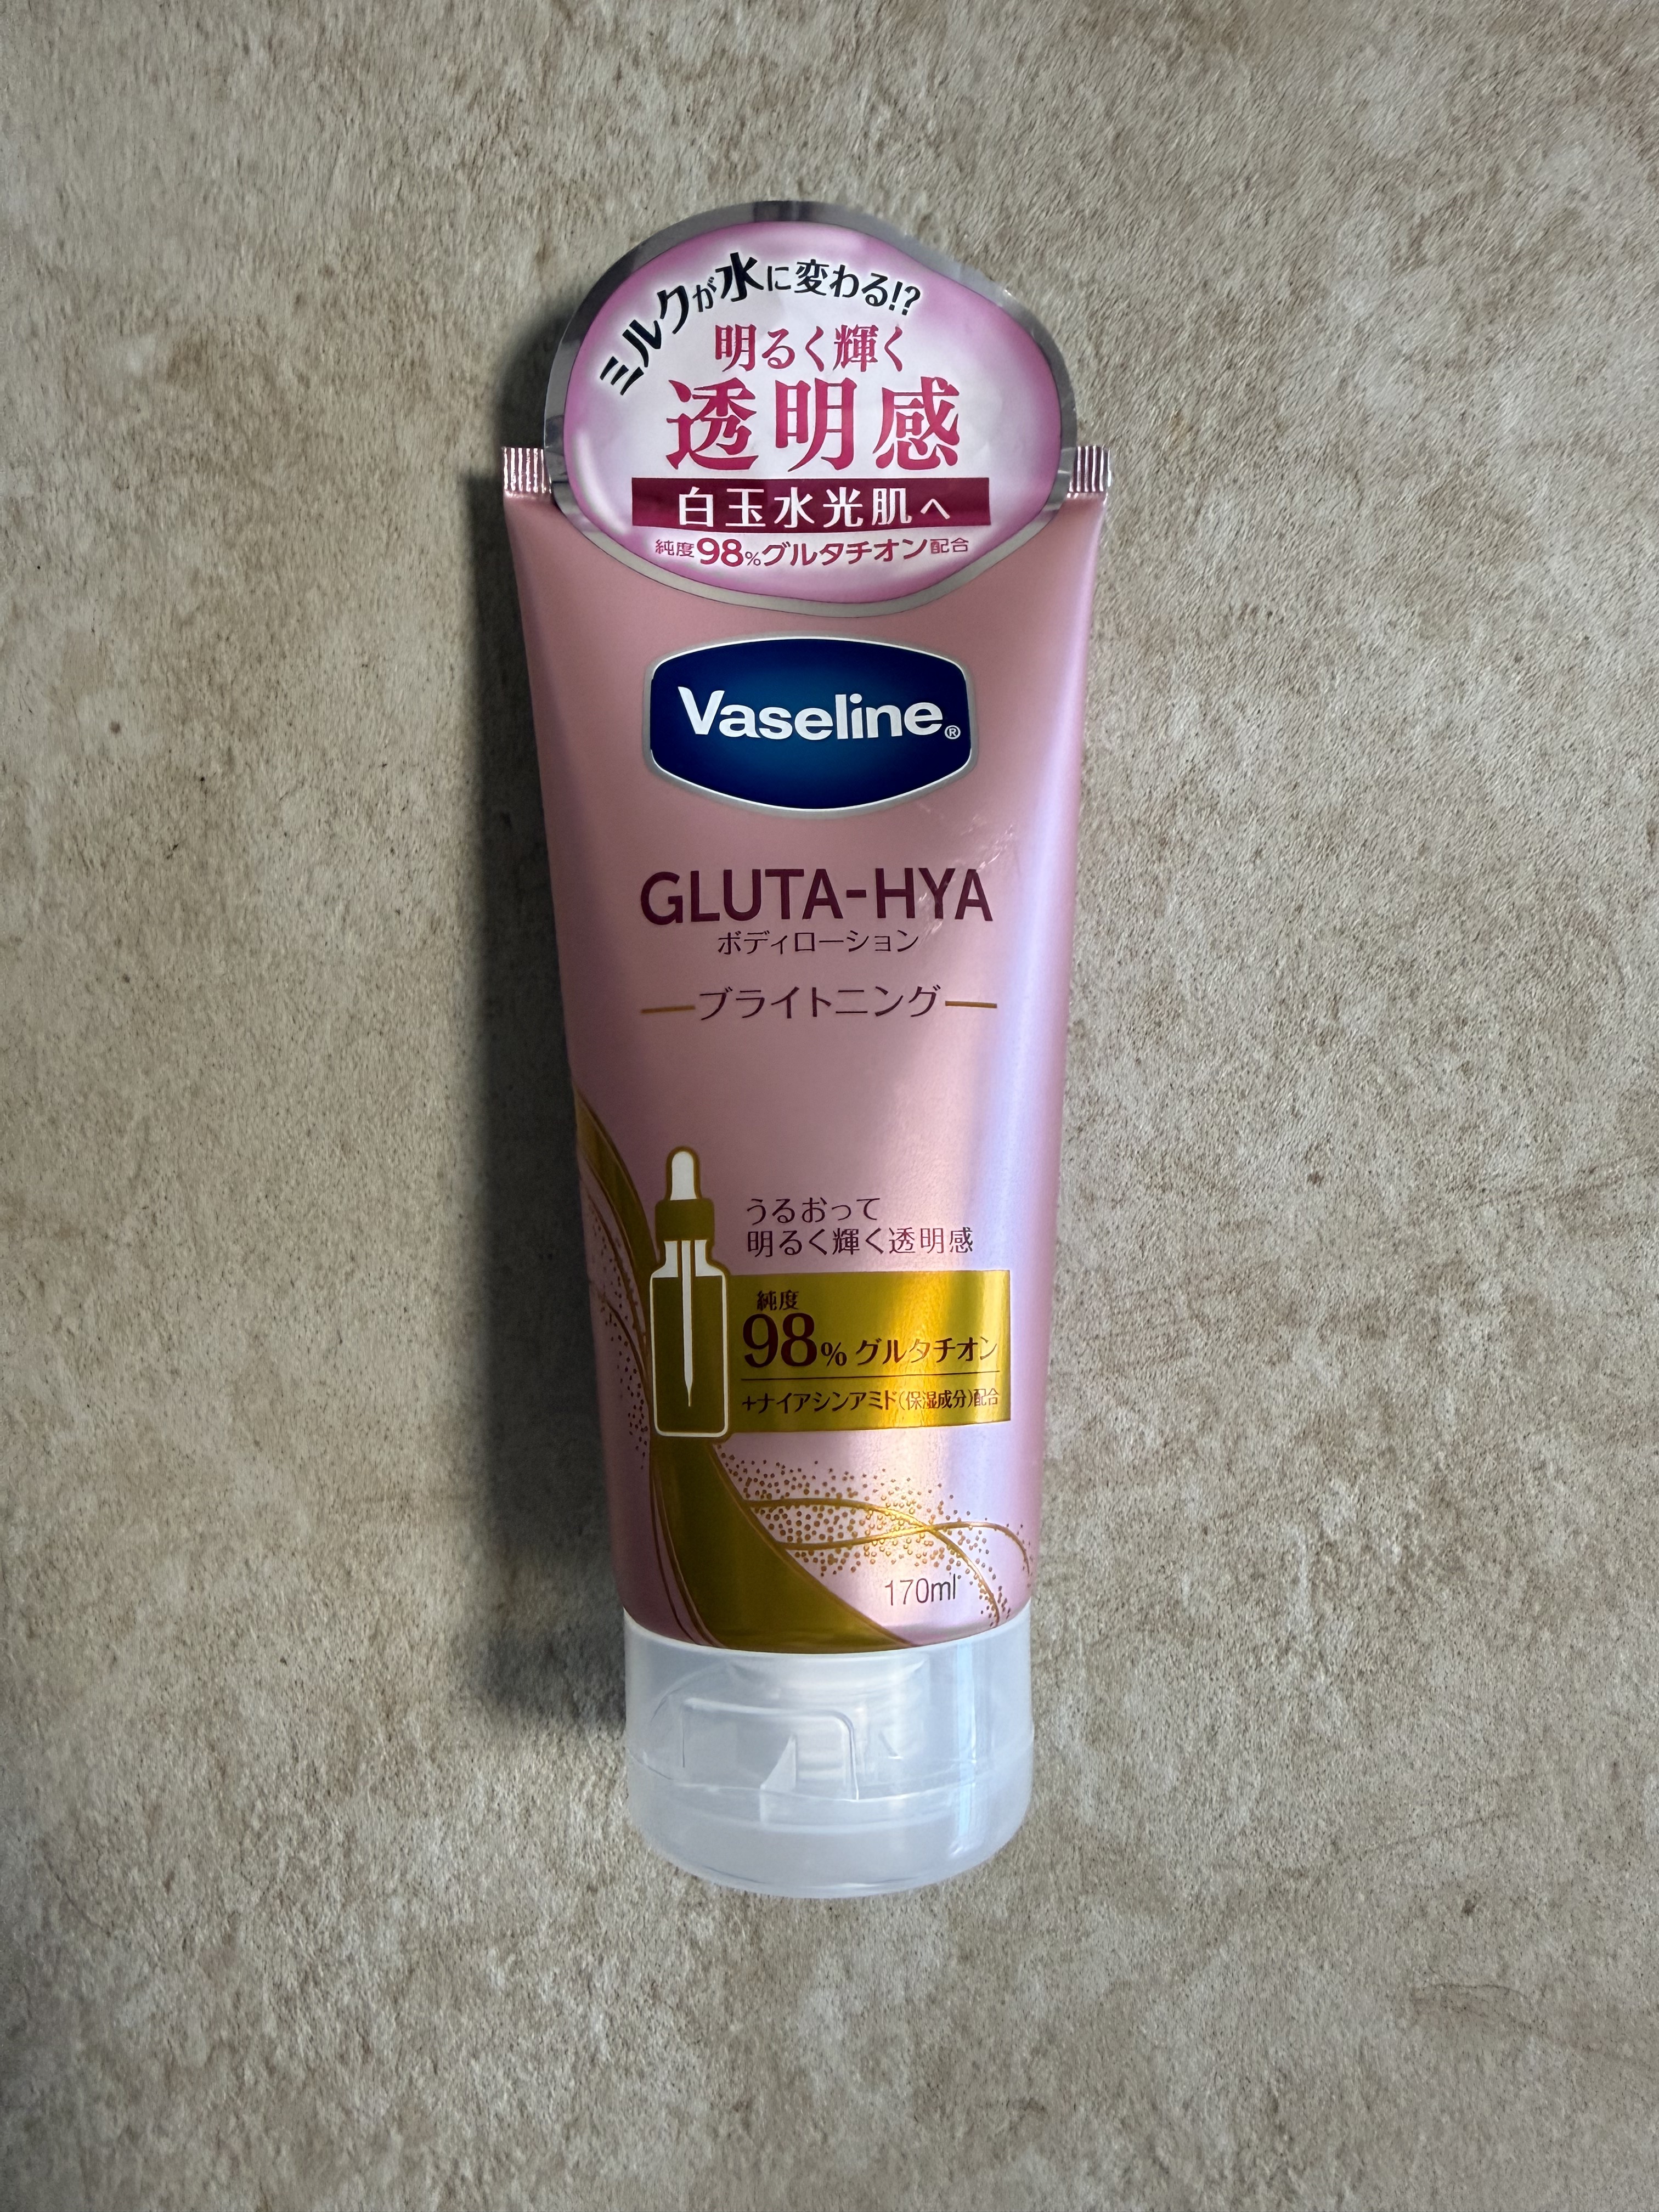 ミルクが水に変わる!?
明るく輝く
透明感
白玉水光肌へ
純度98%グルタチオン配合
Vaseline®
GLUTA-HYA
ボディローション
ブライトニング
うるおって
明るく輝く透明感
純度
98%グルタチオン
+ナイアシンアミド(保湿成分)配合
170ml